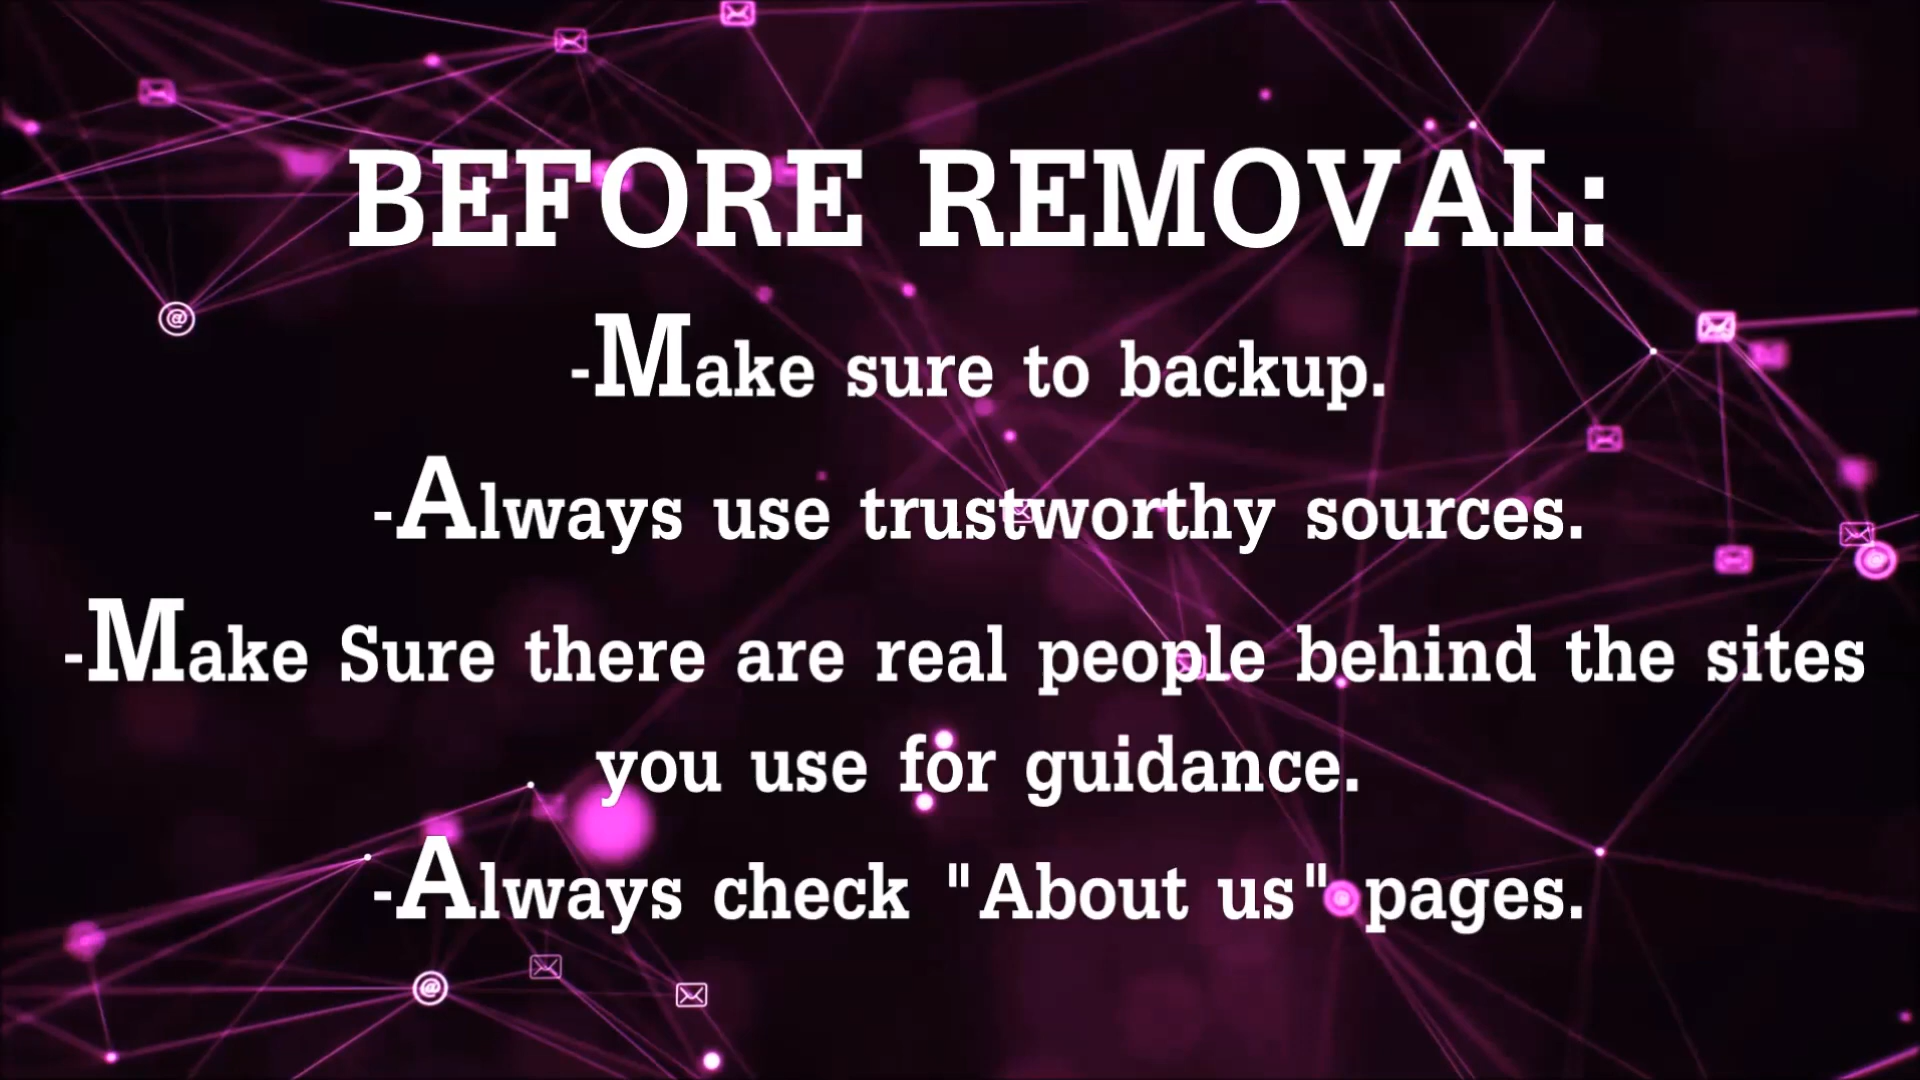 BEFORE REMOVAL:
-Make sure to backup.
-Always use trustworthy sources.
-Make Sure there are real people behind the sites
you use for guidance.
-Always check "About us" pages.